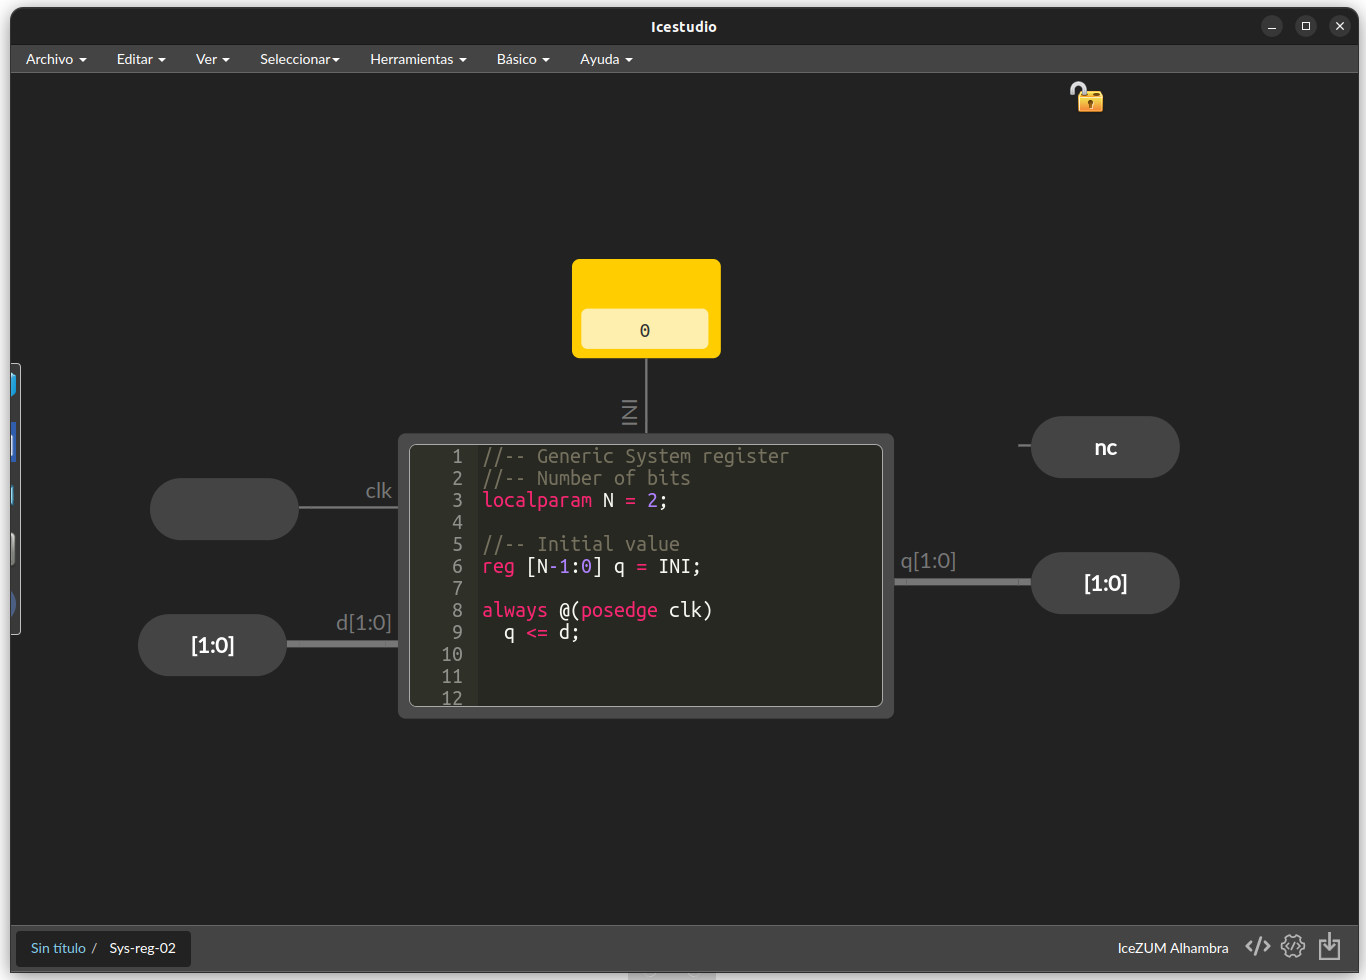 Icestudio
Archivo Editar Ver Seleccionar Herramientas Básico Ayuda
0
INI
clk
[1:0]
d[1:0]
1 //-- Generic System register
2 //-- Number of bits
3 localparam N = 2;
4
5 //-- Initial value
6 reg [N-1:0] q = INI;
7
8 always @(posedge clk)
9 q <= d;
10
11
12
nc
q[1:0]
[1:0]
Sin título / Sys-reg-02
IceZUM Alhambra